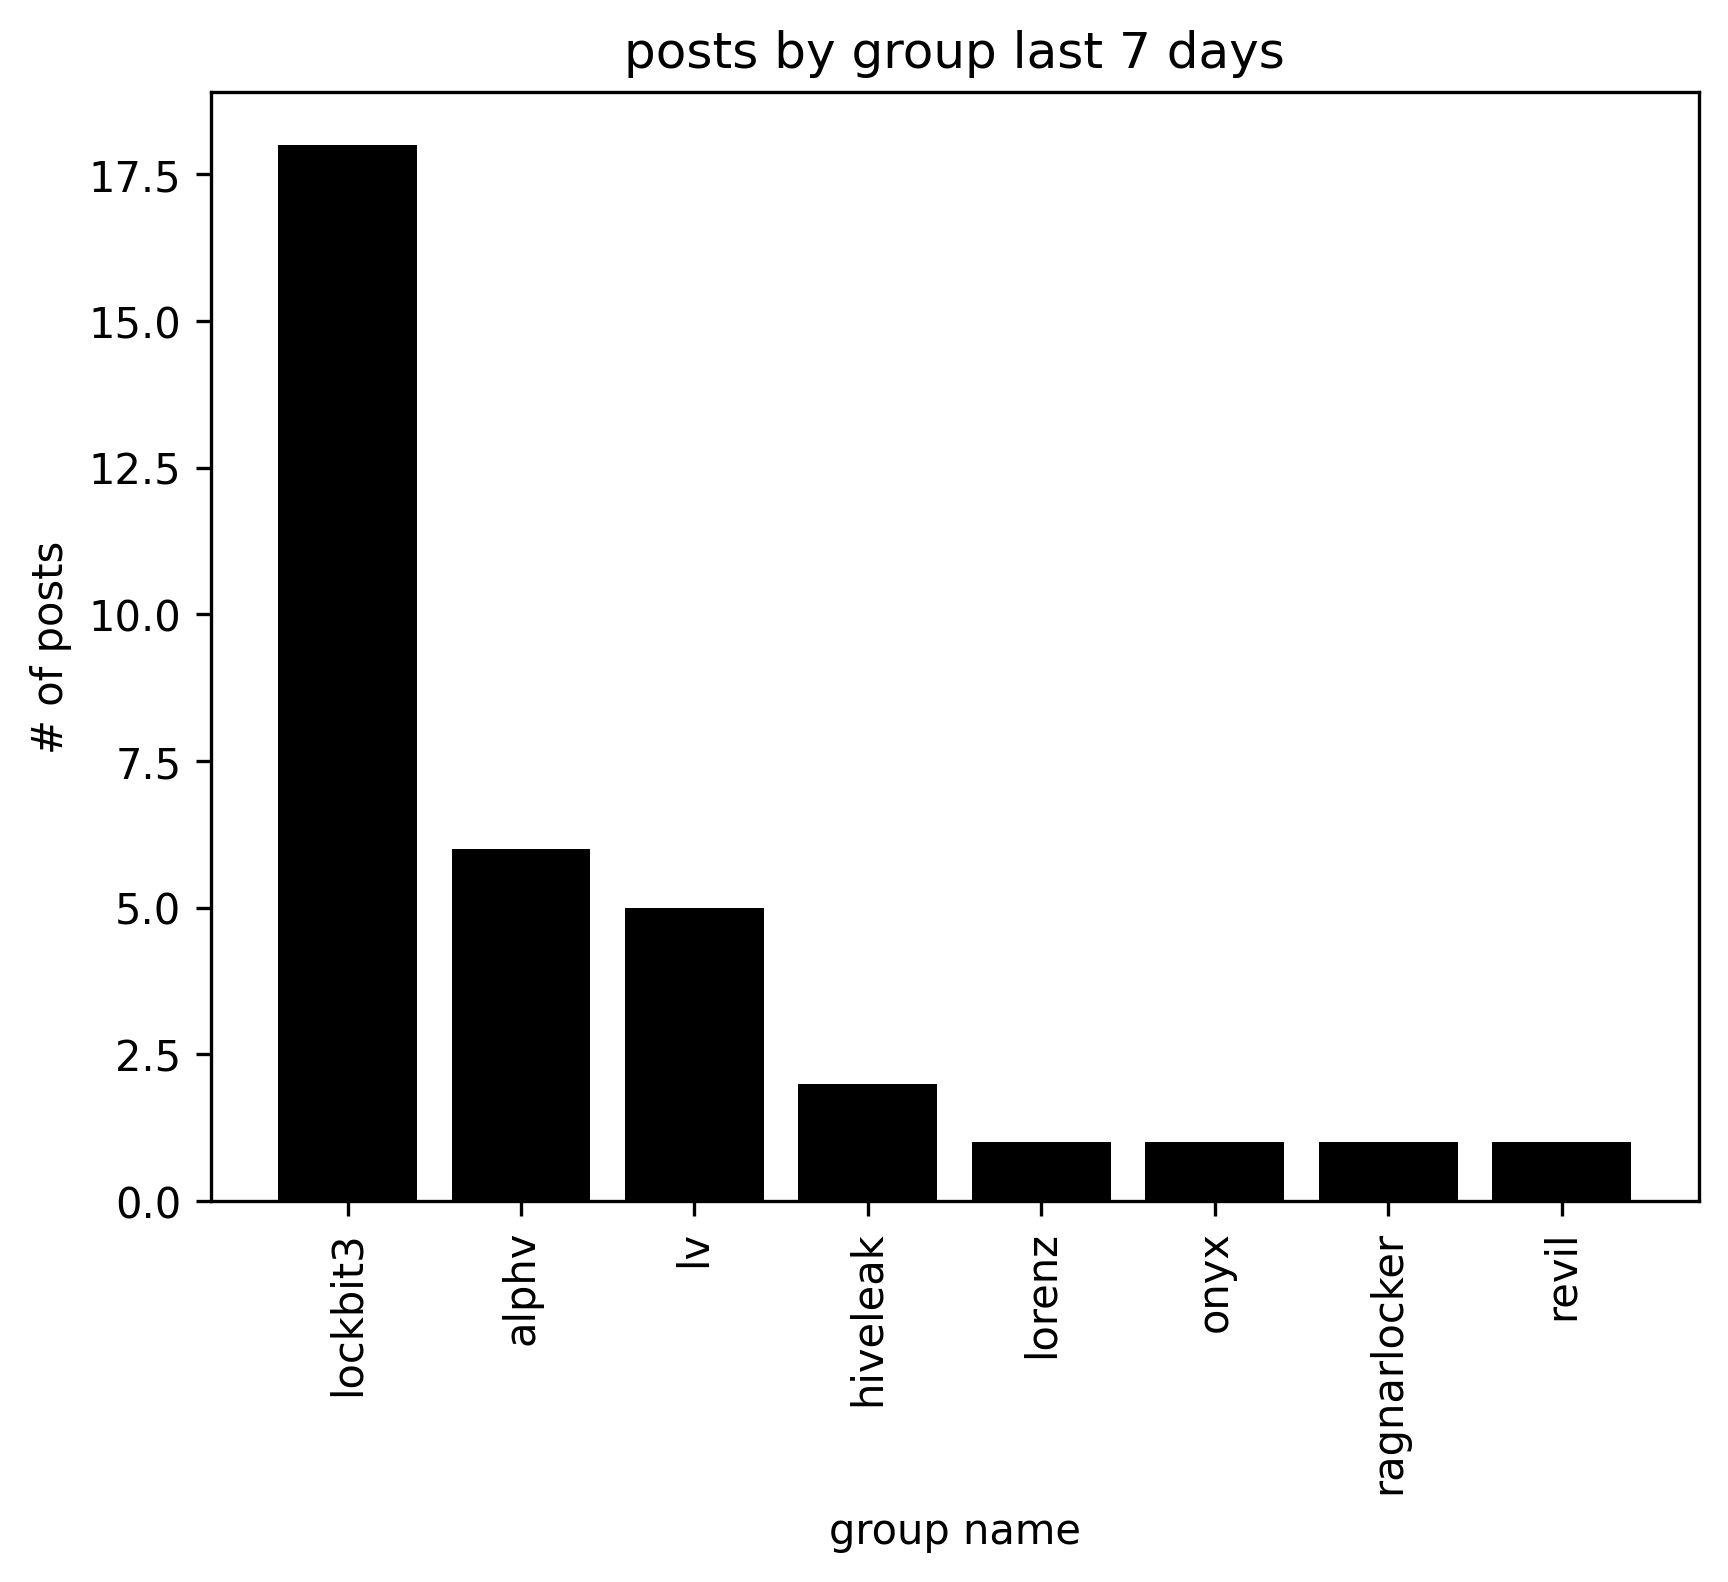 posts by group last 7 days
17.5
15.0
12.5
10.0
7.5
5.0
2.5
0.0
# of posts
lockbit3
alphv
lv
hiveleak
lorenz
onyx
ragnarlocker
revil
group name